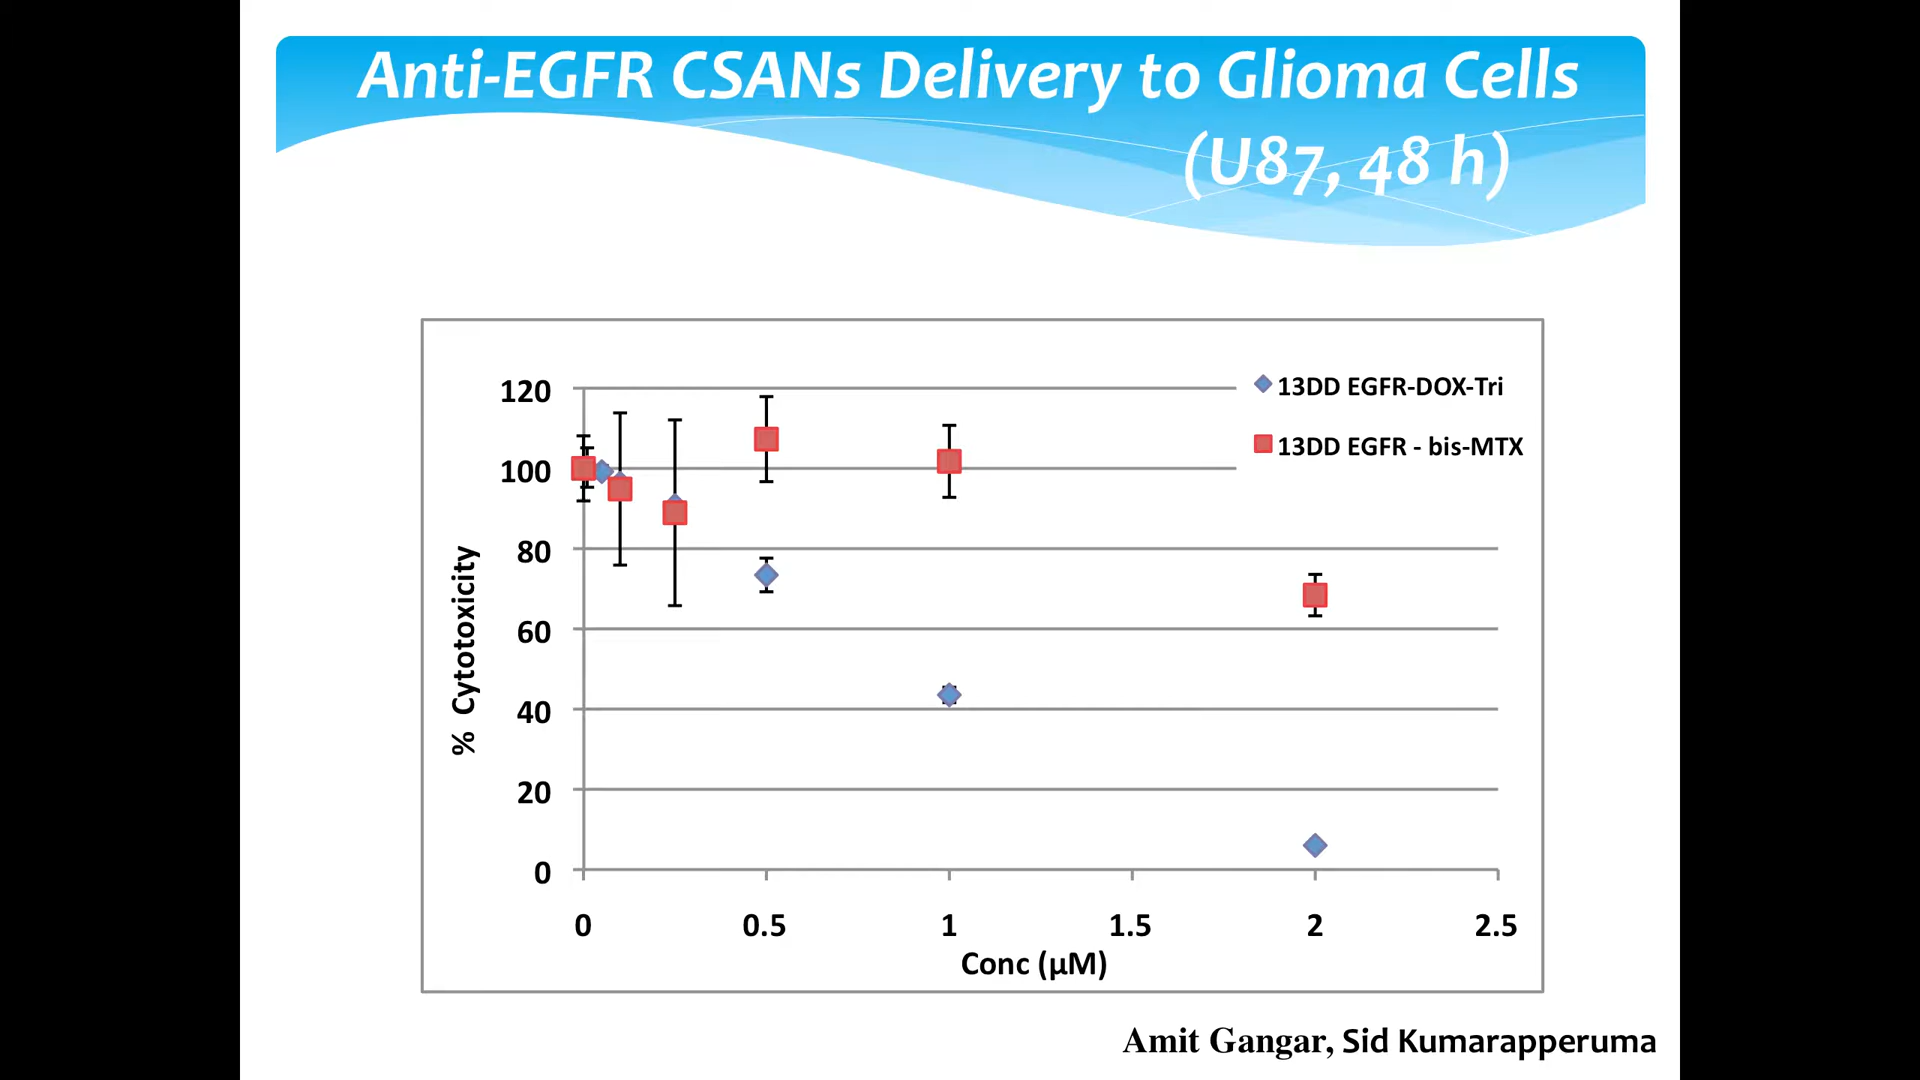 Anti-EGFR CSANs Delivery to Glioma Cells
(U87, 48 h)
120
100
80
60
40
20
0
% Cytotoxicity
13DD EGFR-DOX-Tri
13DD EGFR - bis-MTX
0 0.5 1 1.5 2 2.5
Conc (µM)
Amit Gangar, Sid Kumarapperuma